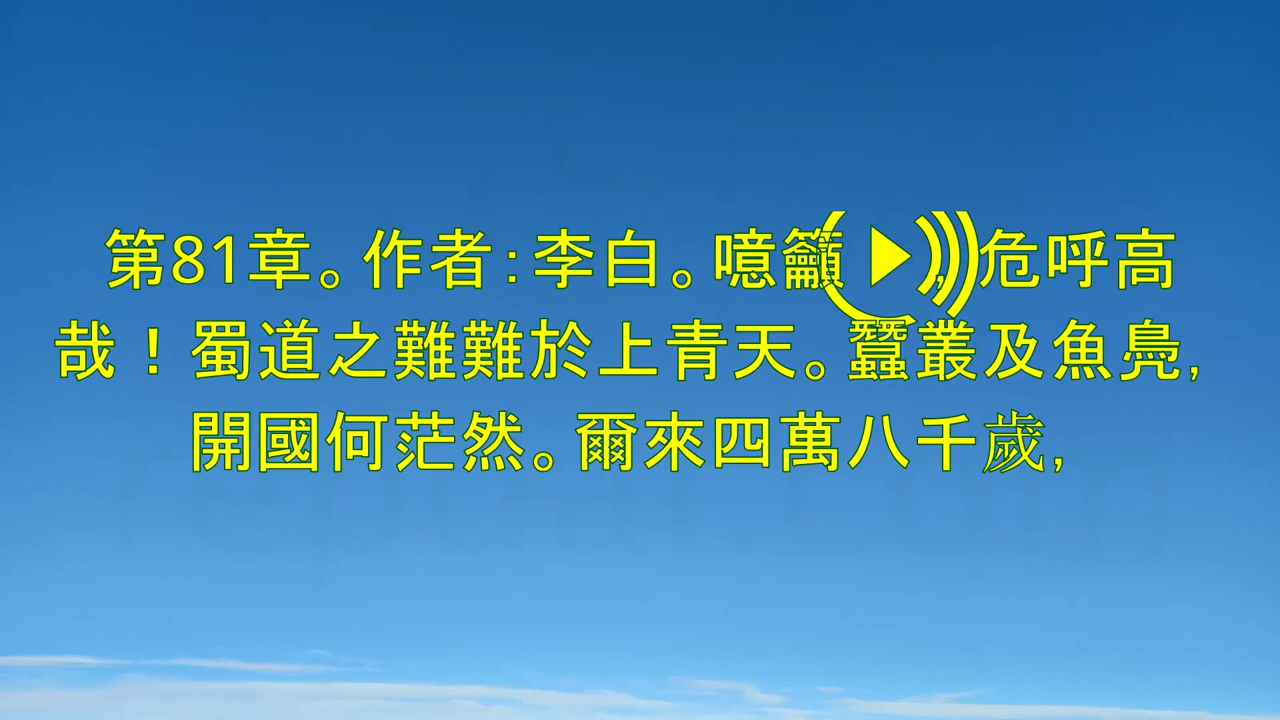 第81章。作者:李白。噫籲,危呼高
哉!蜀道之難難於上青天。蠶叢及魚鳧,
開國何茫然。爾來四萬八千歲,